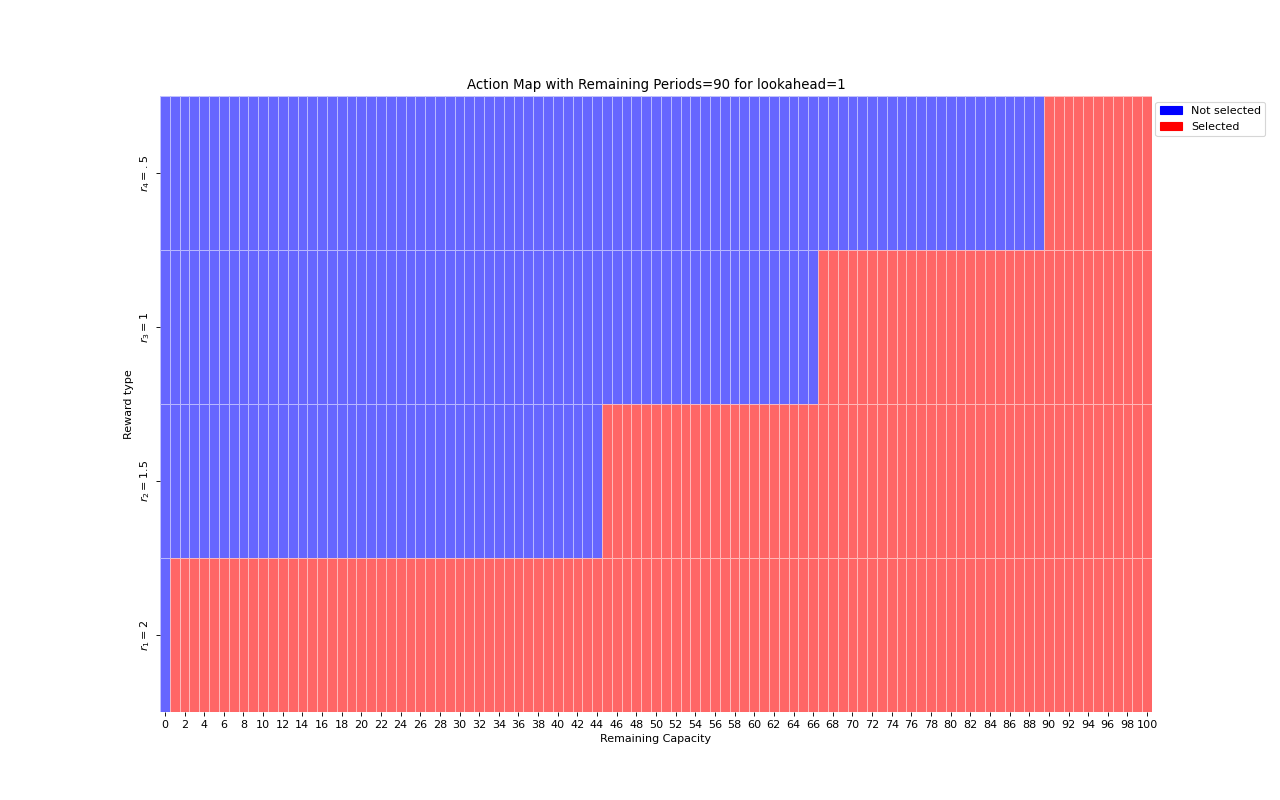 Action Map with Remaining Periods=90 for lookahead=1
Not selected
Selected
Reward type
r₄ = .5
r₃ = 1
r₂ = 1.5
r₁ = 2
0 2 4 6 8 10 12 14 16 18 20 22 24 26 28 30 32 34 36 38 40 42 44 46 48 50 52 54 56 58 60 62 64 66 68 70 72 74 76 78 80 82 84 86 88 90 92 94 96 98 100
Remaining Capacity